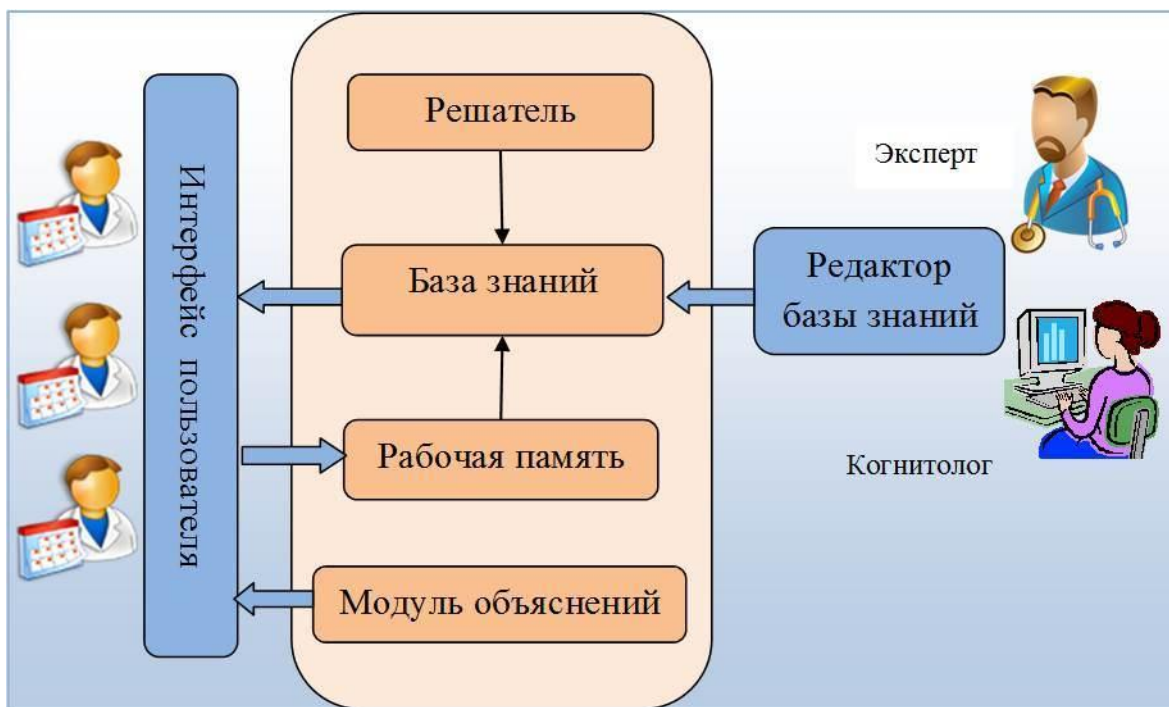 Интерфейс пользователя
Решатель
База знаний
Рабочая память
Модуль объяснений
Эксперт
Редактор
базы знаний
Когнитолог